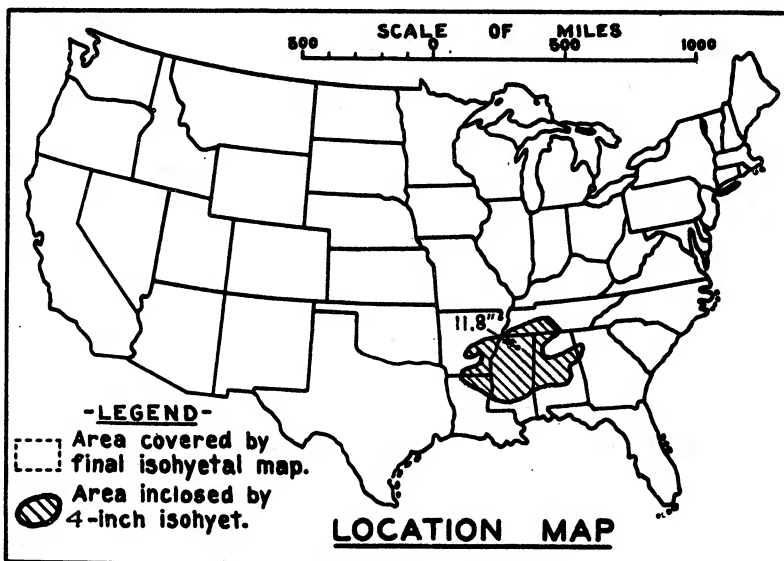 SCALE OF MILES
500 0 500 1000
11.8"
-LEGEND-
Area covered by
final isohyetal map.
Area inclosed by
4-inch isohyet.
LOCATION MAP